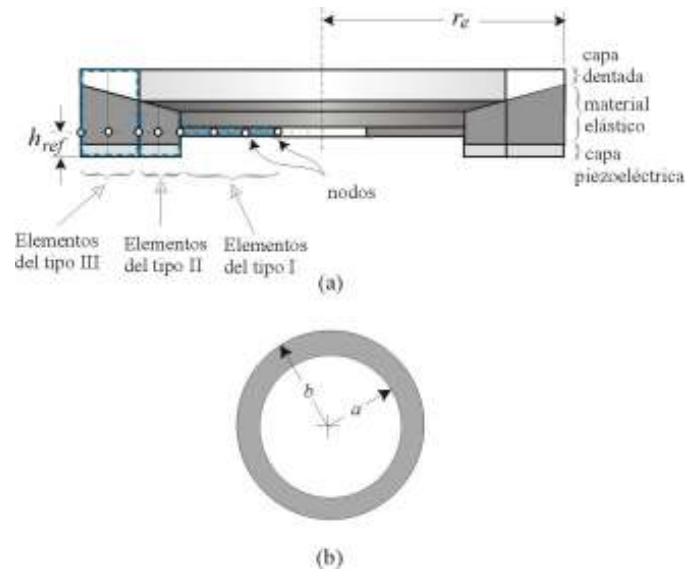 r_e
capa
dentada
material
elástico
capa
piezoeléctrica
h_ref
nodos
Elementos
del tipo III
Elementos
del tipo II
Elementos
del tipo I
(a)
b
a
(b)